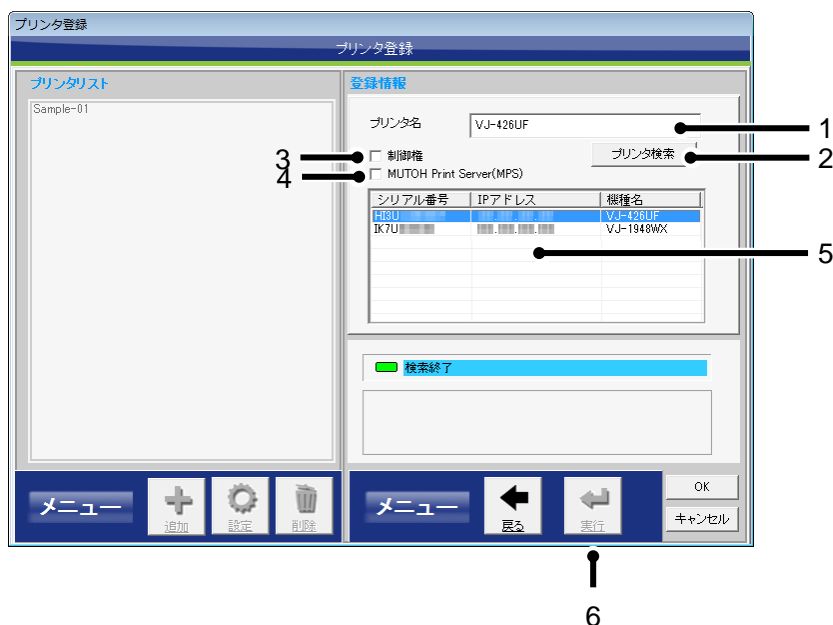 プリンタ登録
プリンタ登録
プリンタリスト
Sample-01
登録情報
プリンタ名
VJ-426UF
1
制御権
プリンタ検索
2
3
MUTOH Print Server(MPS)
4
シリアル番号 IPアドレス 機種名
HI3U VJ-426UF
IK7U VJ-1948WX
5
検索終了
メニュー
追加
設定
削除
メニュー
戻る
実行
OK
キャンセル
6